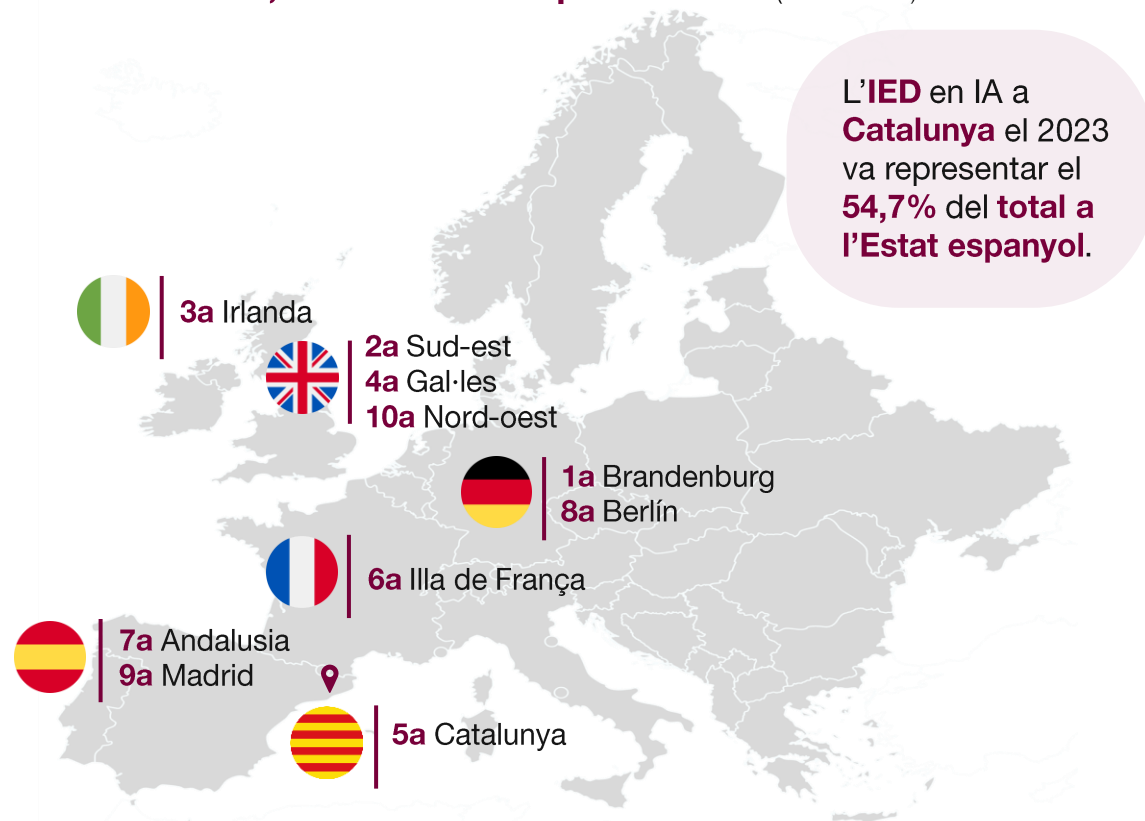 L'IED en IA a
Catalunya el 2023
va representar el
54,7% del total a
l'Estat espanyol.
3a Irlanda
2a Sud-est
4a Gal·les
10a Nord-oest
1a Brandenburg
8a Berlín
6a Illa de França
7a Andalusia
9a Madrid
5a Catalunya